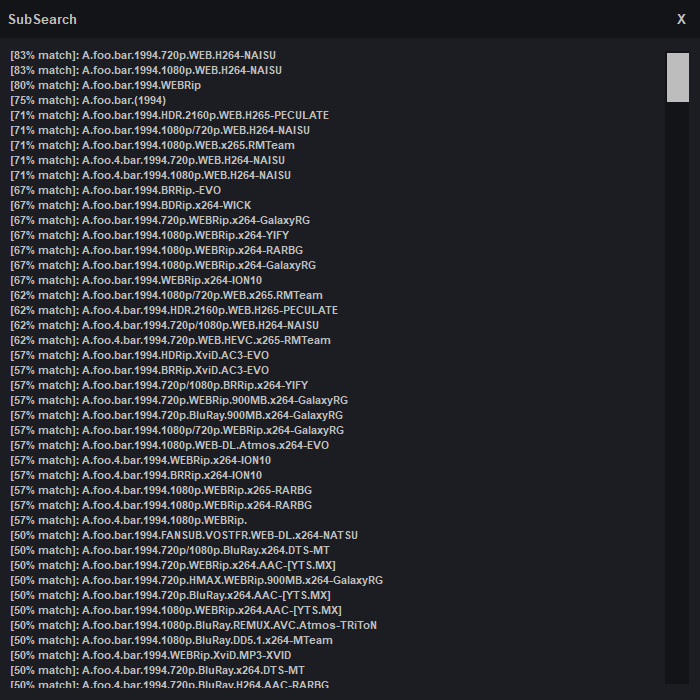 SubSearch
X
[83% match]: A.foo.bar.1994.720p.WEB.H264-NAISU
[83% match]: A.foo.bar.1994.1080p.WEB.H264-NAISU
[80% match]: A.foo.bar.1994.WEBRip
[75% match]: A.foo.bar.(1994)
[71% match]: A.foo.bar.1994.HDR.2160p.WEB.H265-PECULATE
[71% match]: A.foo.bar.1994.1080p/720p.WEB.H264-NAISU
[71% match]: A.foo.bar.1994.1080p.WEB.x265.RMTeam
[71% match]: A.foo.4.bar.1994.720p.WEB.H264-NAISU
[71% match]: A.foo.4.bar.1994.1080p.WEB.H264-NAISU
[67% match]: A.foo.bar.1994.BRRip.-EVO
[67% match]: A.foo.bar.1994.BDRip.x264-WICK
[67% match]: A.foo.bar.1994.720p.WEBRip.x264-GalaxyRG
[67% match]: A.foo.bar.1994.1080p.WEBRip.x264-YIFY
[67% match]: A.foo.bar.1994.1080p.WEBRip.x264-RARBG
[67% match]: A.foo.bar.1994.1080p.WEBRip.x264-GalaxyRG
[67% match]: A.foo.4.bar.1994.WEBRip.x264-ION10
[62% match]: A.foo.bar.1994.1080p/720p.WEB.x265.RMTeam
[62% match]: A.foo.4.bar.1994.HDR.2160p.WEB.H265-PECULATE
[62% match]: A.foo.4.bar.1994.720p/1080p.WEB.H264-NAISU
[62% match]: A.foo.4.bar.1994.720p.WEB.HEVC.x265-RMTeam
[57% match]: A.foo.bar.1994.HDRip.XviD.AC3-EVO
[57% match]: A.foo.bar.1994.BRRip.XviD.AC3-EVO
[57% match]: A.foo.bar.1994.720p/1080p.BRRip.x264-YIFY
[57% match]: A.foo.bar.1994.720p.WEBRip.900MB.x264-GalaxyRG
[57% match]: A.foo.bar.1994.720p.BluRay.900MB.x264-GalaxyRG
[57% match]: A.foo.bar.1994.1080p/720p.WEBRip.x264-GalaxyRG
[57% match]: A.foo.bar.1994.1080p.WEB-DL.Atmos.x264-EVO
[57% match]: A.foo.4.bar.1994.WEBRip.x264-ION10
[57% match]: A.foo.4.bar.1994.BRRip.x264-ION10
[57% match]: A.foo.4.bar.1994.1080p.WEBRip.x265-RARBG
[57% match]: A.foo.4.bar.1994.1080p.WEBRip.x264-RARBG
[57% match]: A.foo.4.bar.1994.1080p.WEBRip.
[50% match]: A.foo.bar.1994.FANSUB.VOSTFR.WEB-DL.x264-NATSU
[50% match]: A.foo.bar.1994.720p/1080p.BluRay.x264.DTS-MT
[50% match]: A.foo.bar.1994.720p.WEBRip.x264.AAC-[YTS.MX]
[50% match]: A.foo.bar.1994.720p.HMAX.WEBRip.900MB.x264-GalaxyRG
[50% match]: A.foo.bar.1994.720p.BluRay.x264.AAC-[YTS.MX]
[50% match]: A.foo.bar.1994.1080p.WEBRip.x264.AAC-[YTS.MX]
[50% match]: A.foo.bar.1994.1080p.BluRay.REMUX.AVC.Atmos-TRiToN
[50% match]: A.foo.bar.1994.1080p.BluRay.DD5.1.x264-MTeam
[50% match]: A.foo.4.bar.1994.WEBRip.XviD.MP3-XVID
[50% match]: A.foo.4.bar.1994.720p.BluRay.x264.DTS-MT
[50% match]: A.foo.4.bar.1994.720p.BluRay.H264.AAC-RARBG